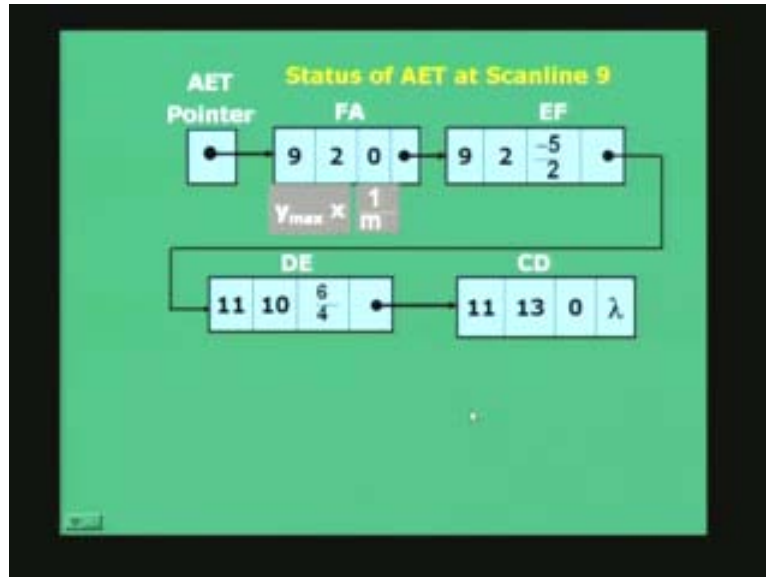 Status of AET at Scanline 9
AET
Pointer
FA
EF
9 2 0
9 2 -5/2
ymax x 1/m
DE
CD
11 10 6/4
11 13 0 λ